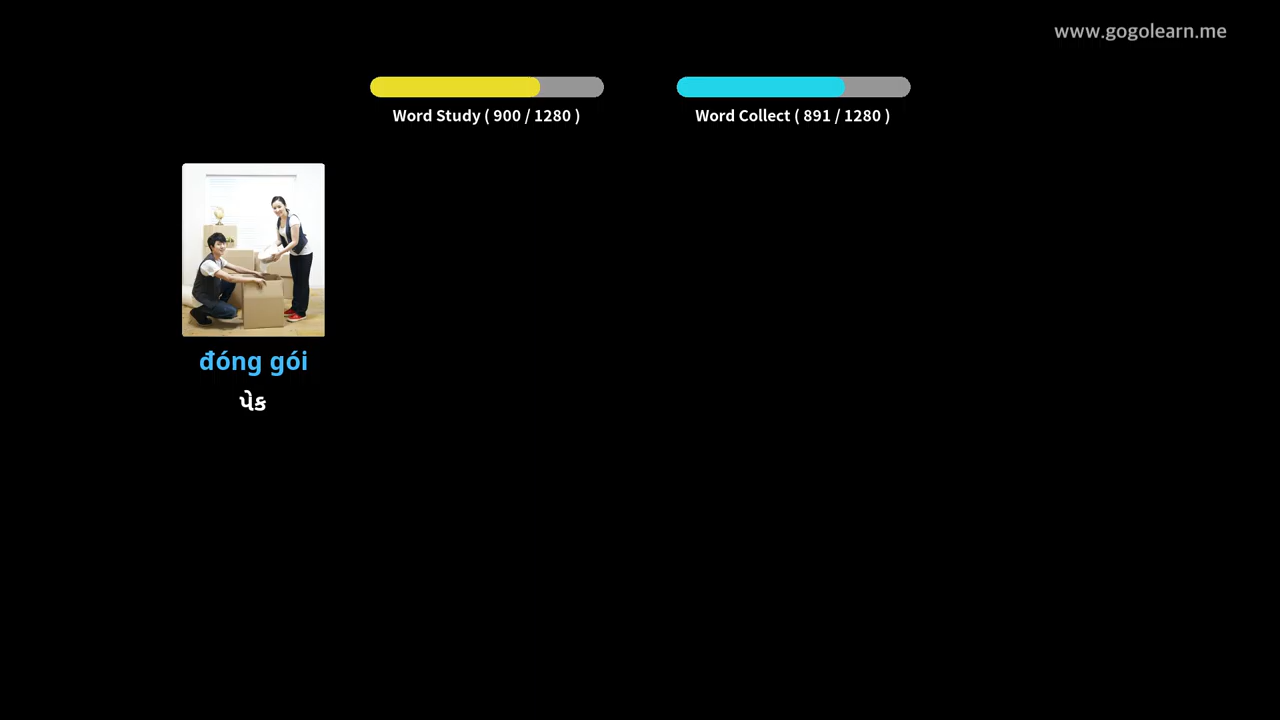 www.gogolearn.me
Word Study ( 900 / 1280 )
Word Collect ( 891 / 1280 )
đóng gói
પેક